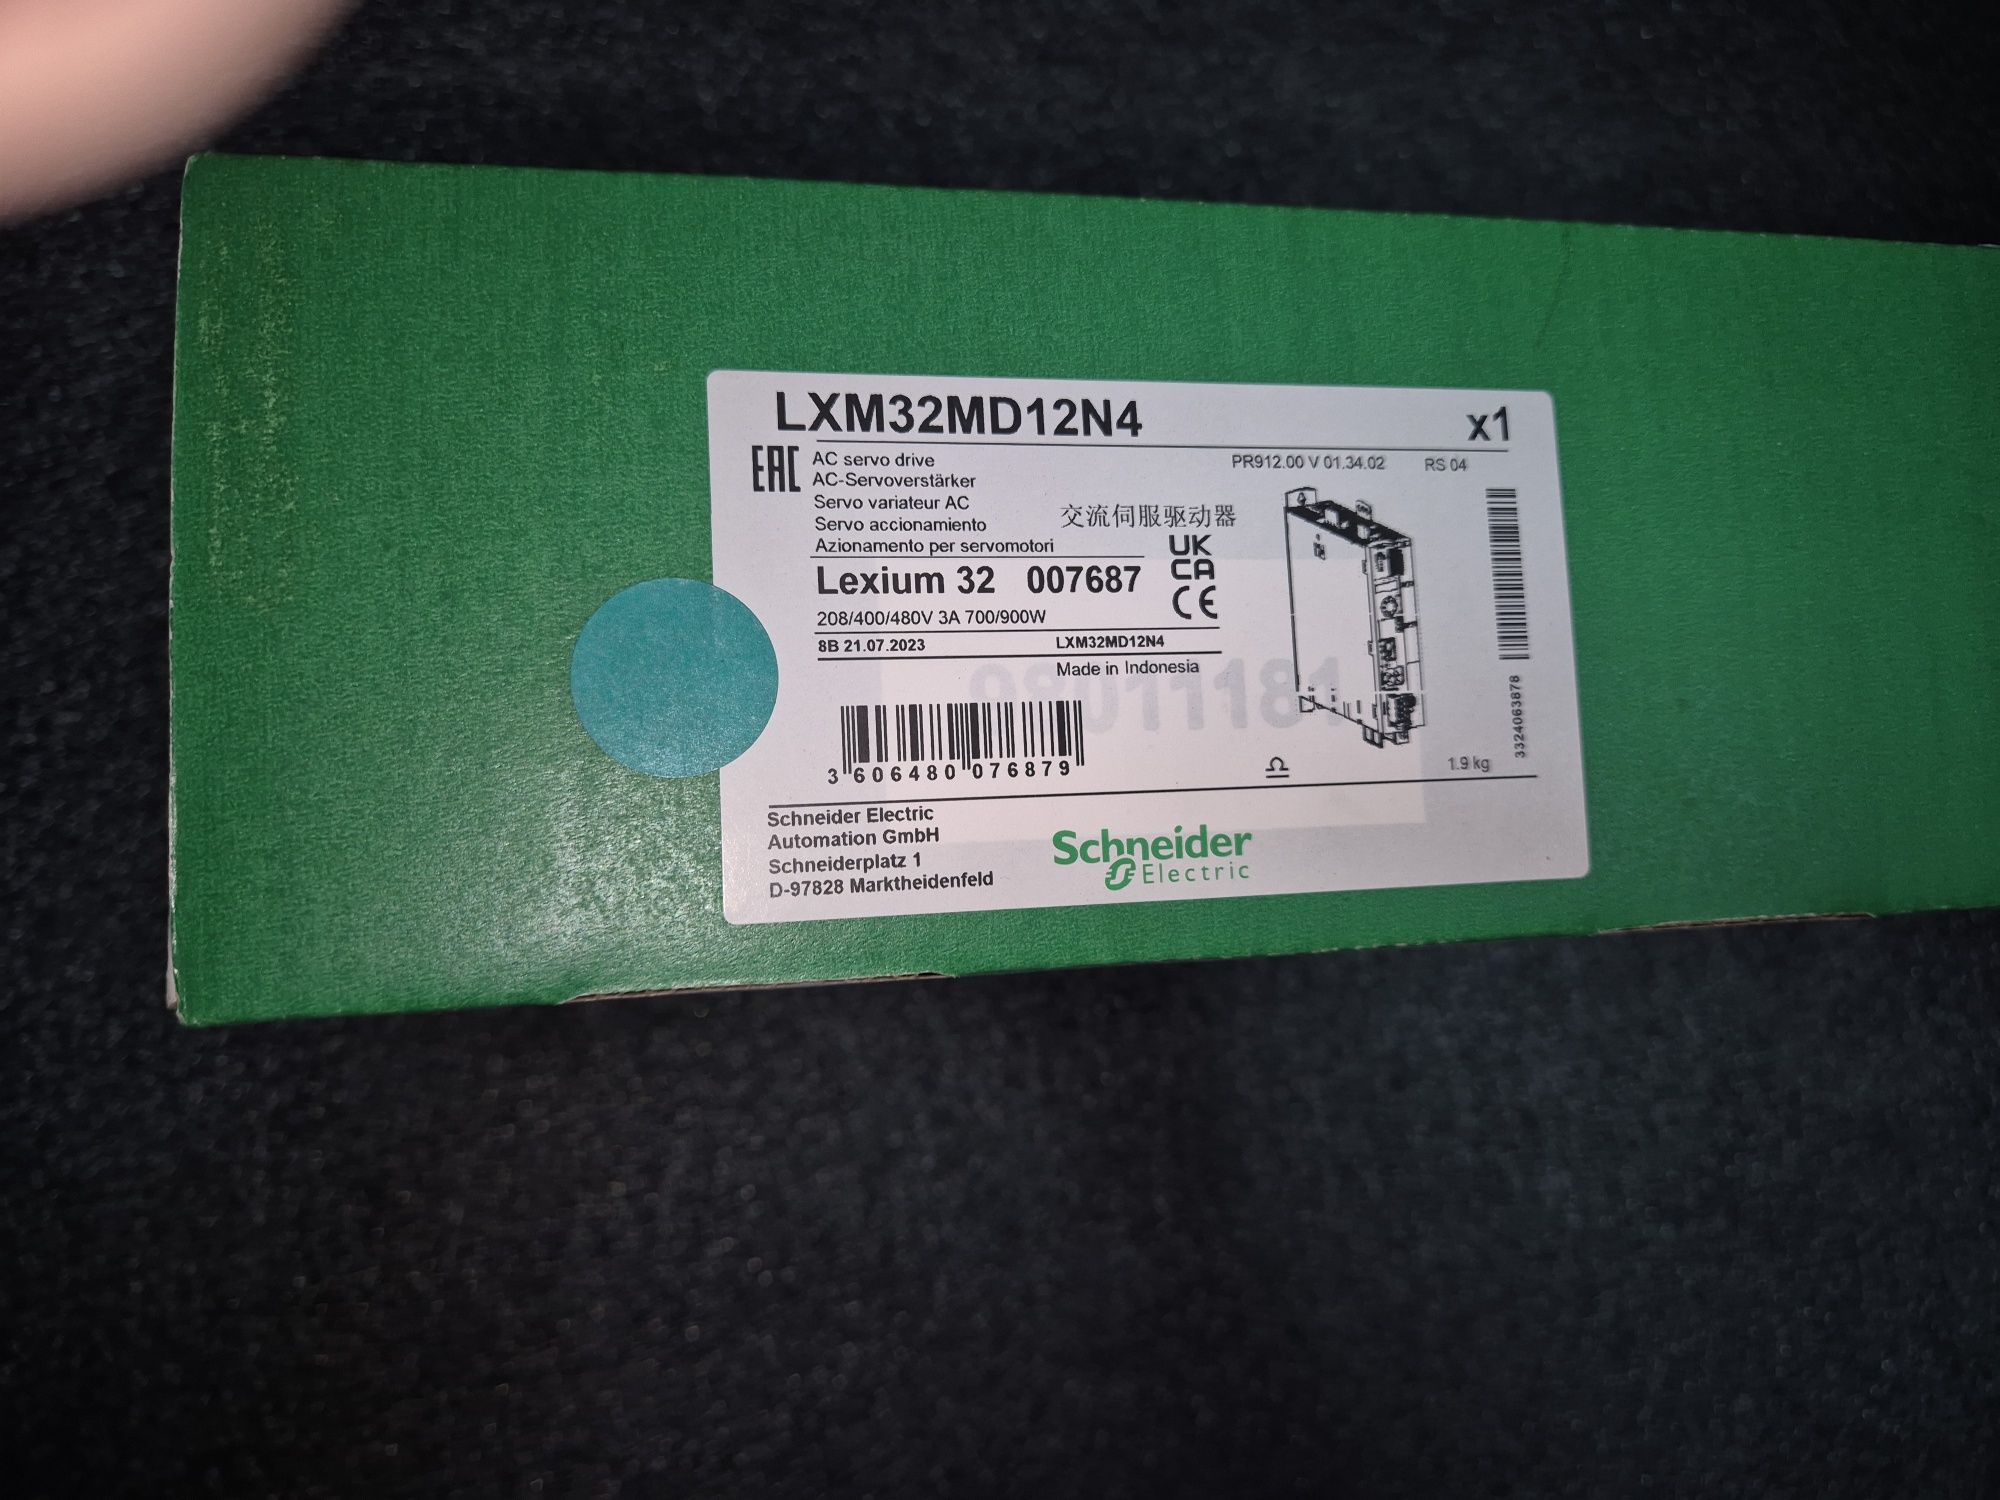 LXM32MD12N4 x1
EAC
AC servo drive
AC-Servoverstärker
Servo variateur AC
Servo accionamiento
Azionamento per servomotori
交流伺服驱动器
PR912.00 V 01.34.02 RS 04
Lexium 32 007687
UK
CA
CE
208/400/480V 3A 700/900W
8B 21.07.2023 LXM32MD12N4
Made in Indonesia
3 606480 076879
3324063878
1.9 kg
Schneider Electric
Automation GmbH
Schneiderplatz 1
D-97828 Marktheidenfeld
Schneider
Electric